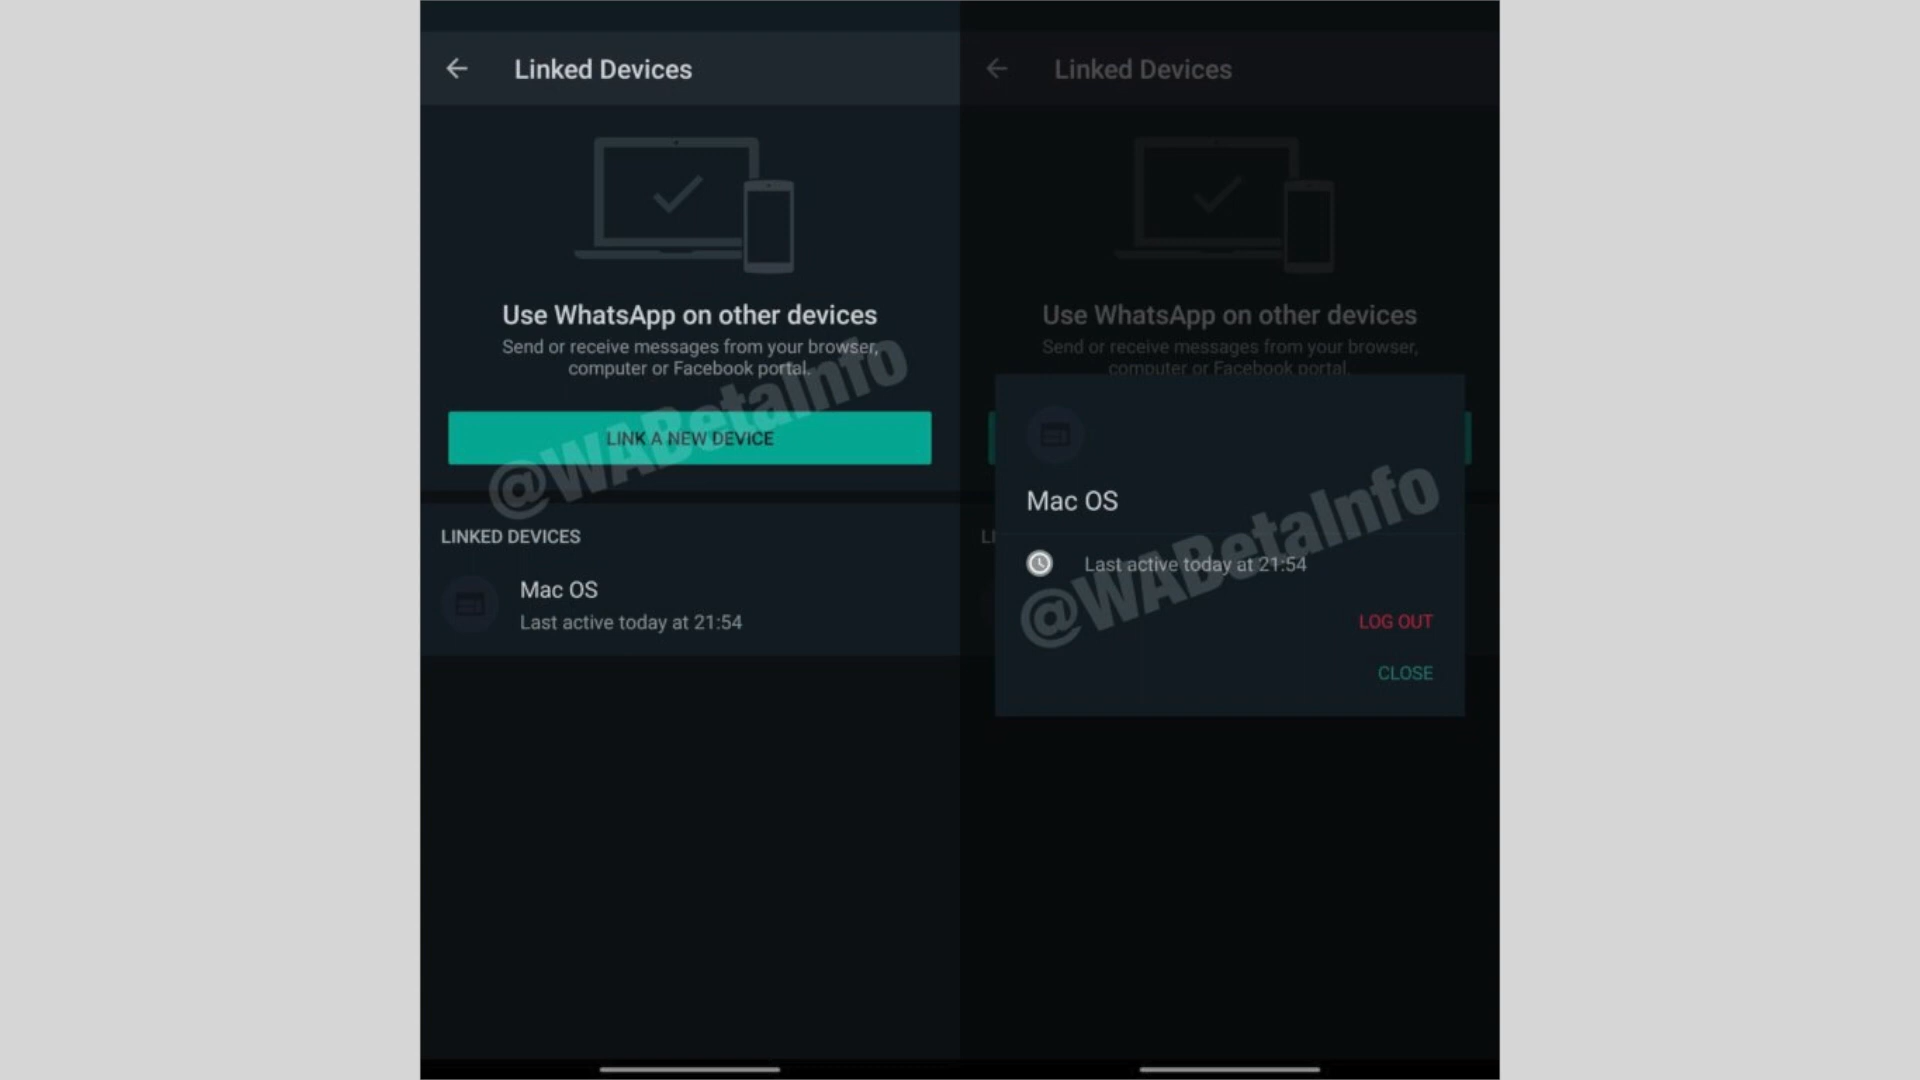 Linked Devices
Use WhatsApp on other devices
Send or receive messages from your browser,
computer or Facebook portal.
LINK A NEW DEVICE
@WABetaInfo
LINKED DEVICES
Mac OS
Last active today at 21:54
Linked Devices
Use WhatsApp on other devices
Send or receive messages from your browser,
computer or Facebook portal.
Mac OS
Last active today at 21:54
@WABetaInfo
LOG OUT
CLOSE